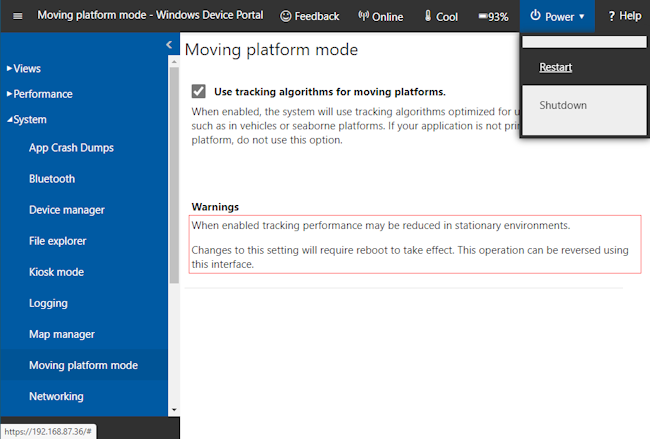 Moving platform mode - Windows Device Portal Feedback Online Cool 93% Power Help
Restart
Shutdown
Views
Performance
System
App Crash Dumps
Bluetooth
Device manager
File explorer
Kiosk mode
Logging
Map manager
Moving platform mode
Networking
https://192.168.87.36/#
Moving platform mode
Use tracking algorithms for moving platforms.
When enabled, the system will use tracking algorithms optimized for u
such as in vehicles or seaborne platforms. If your application is not prin
platform, do not use this option.
Warnings
When enabled tracking performance may be reduced in stationary environments.
Changes to this setting will require reboot to take effect. This operation can be reversed using
this interface.